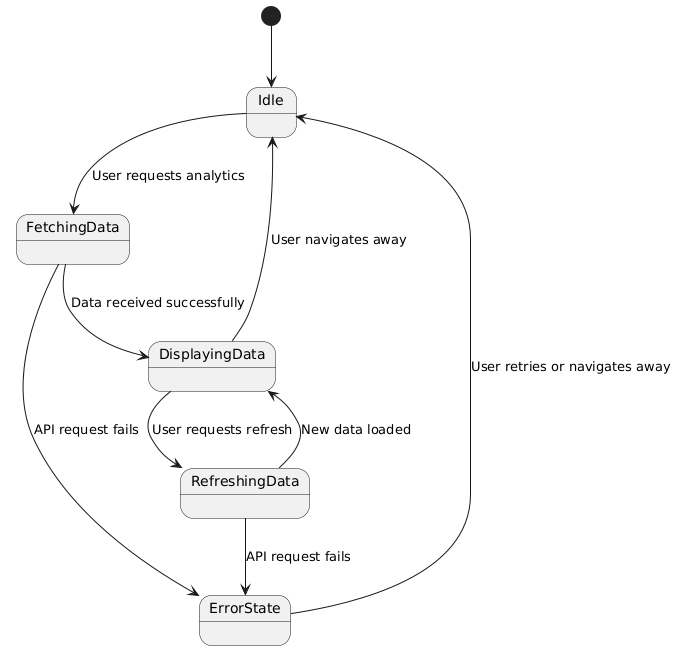 Idle
User requests analytics
FetchingData
User navigates away
Data received successfully
DisplayingData
User retries or navigates away
API request fails
User requests refresh
New data loaded
RefreshingData
API request fails
ErrorState